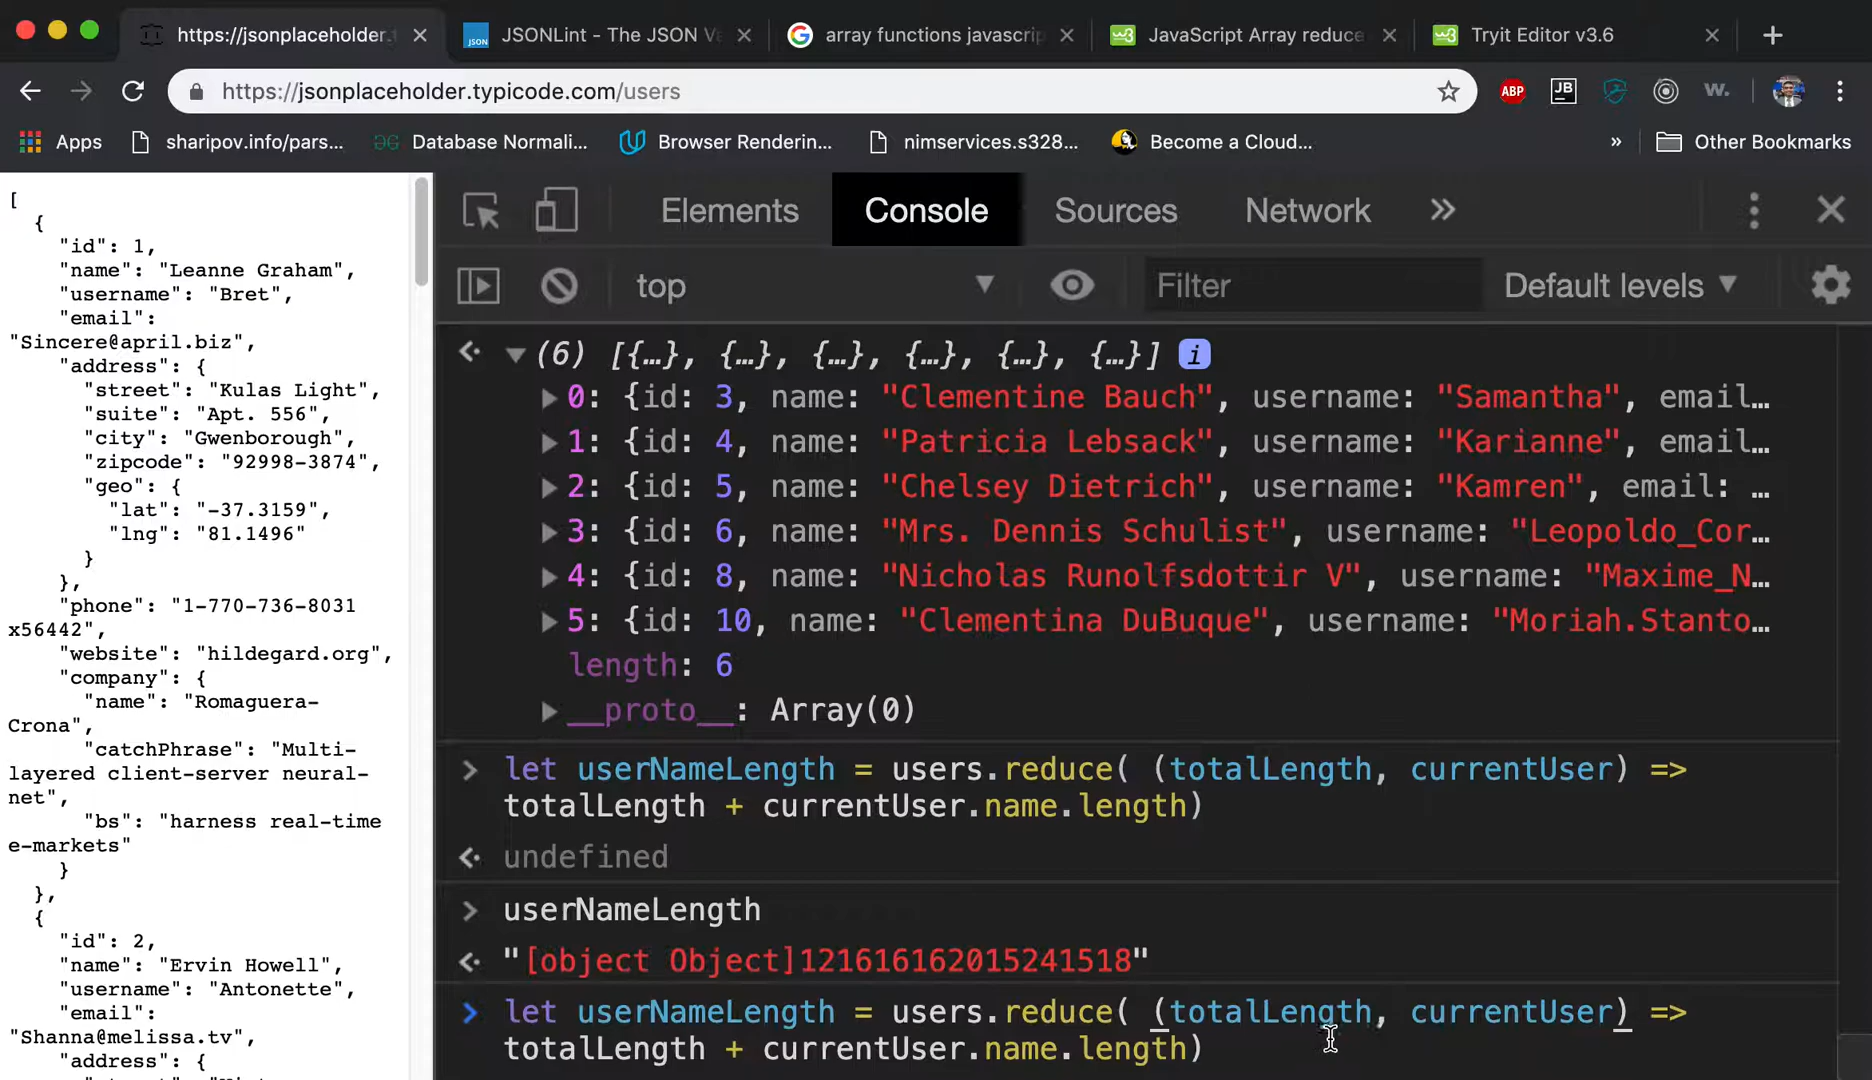 https://jsonplaceholder.t
JSONLint - The JSON Va
array functions javascrip
JavaScript Array reduce
Tryit Editor v3.6
https://jsonplaceholder.typicode.com/users
ABP
JB
w.
Apps
sharipov.info/pars...
Database Normali...
Browser Renderin...
nimservices.s328...
Become a Cloud...
»
Other Bookmarks
[
{
"id": 1,
"name": "Leanne Graham",
"username": "Bret",
"email":
"Sincere@april.biz",
"address": {
"street": "Kulas Light",
"suite": "Apt. 556",
"city": "Gwenborough",
"zipcode": "92998-3874",
"geo": {
"lat": "-37.3159",
"lng": "81.1496"
}
},
"phone": "1-770-736-8031
x56442",
"website": "hildegard.org",
"company": {
"name": "Romaguera-
Crona",
"catchPhrase": "Multi-
layered client-server neural-
net",
"bs": "harness real-time
e-markets"
}
},
{
"id": 2,
"name": "Ervin Howell",
"username": "Antonette",
"email":
"Shanna@melissa.tv",
"address": {
Elements Console Sources Network »
top Filter Default levels
(6) [{…}, {…}, {…}, {…}, {…}, {…}] i
0: {id: 3, name: "Clementine Bauch", username: "Samantha", email…
1: {id: 4, name: "Patricia Lebsack", username: "Karianne", email…
2: {id: 5, name: "Chelsey Dietrich", username: "Kamren", email: …
3: {id: 6, name: "Mrs. Dennis Schulist", username: "Leopoldo_Cor…
4: {id: 8, name: "Nicholas Runolfsdottir V", username: "Maxime_N…
5: {id: 10, name: "Clementina DuBuque", username: "Moriah.Stanto…
length: 6
__proto__: Array(0)
let userNameLength = users.reduce( (totalLength, currentUser) =>
totalLength + currentUser.name.length)
undefined
userNameLength
"[object Object]121616162015241518"
let userNameLength = users.reduce( (totalLength, currentUser) =>
totalLength + currentUser.name.length)